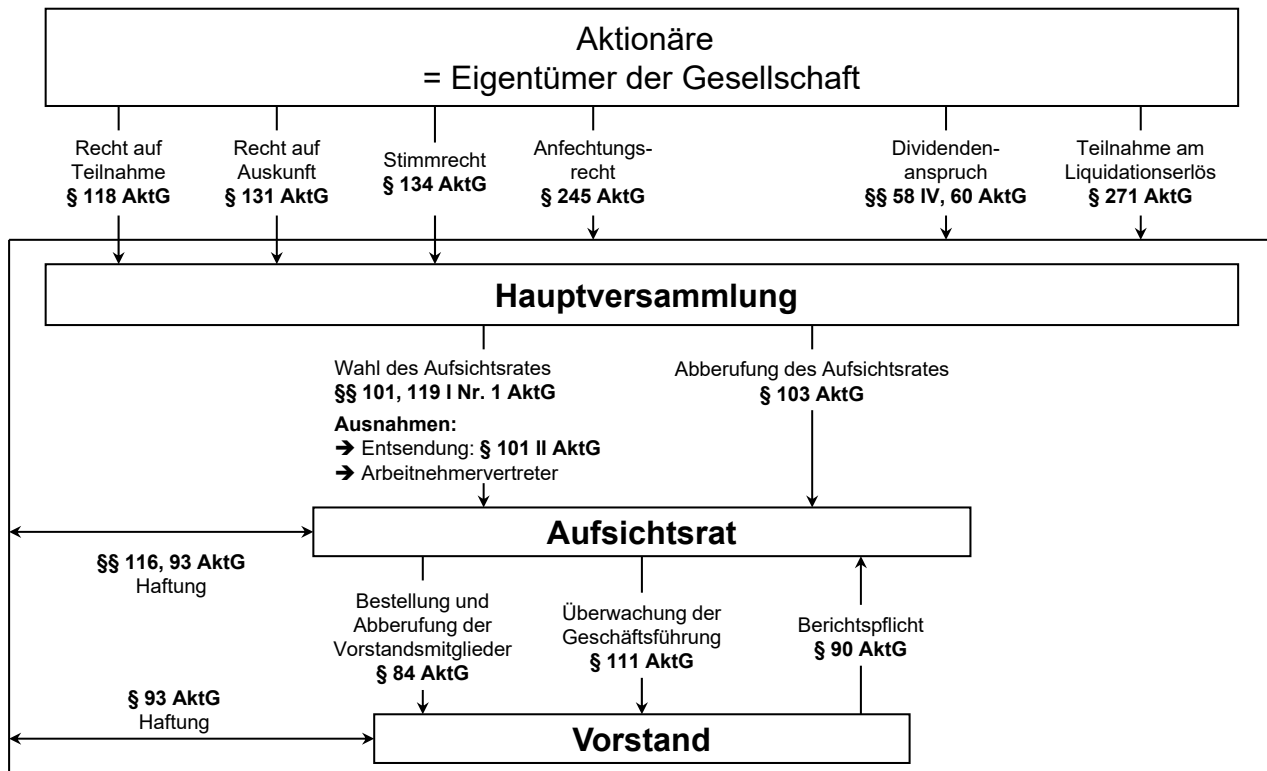 Aktionäre
= Eigentümer der Gesellschaft
Recht auf
Teilnahme
§ 118 AktG
Recht auf
Auskunft
§ 131 AktG
Stimmrecht
§ 134 AktG
Anfechtungs-
recht
§ 245 AktG
Dividenden-
anspruch
§§ 58 IV, 60 AktG
Teilnahme am
Liquidationserlös
§ 271 AktG
Hauptversammlung
Wahl des Aufsichtsrates
§§ 101, 119 I Nr. 1 AktG
Ausnahmen:
➔ Entsendung: § 101 II AktG
➔ Arbeitnehmervertreter
Abberufung des Aufsichtsrates
§ 103 AktG
Aufsichtsrat
§§ 116, 93 AktG
Haftung
Bestellung und
Abberufung der
Vorstandsmitglieder
§ 84 AktG
Überwachung der
Geschäftsführung
§ 111 AktG
Berichtspflicht
§ 90 AktG
§ 93 AktG
Haftung
Vorstand